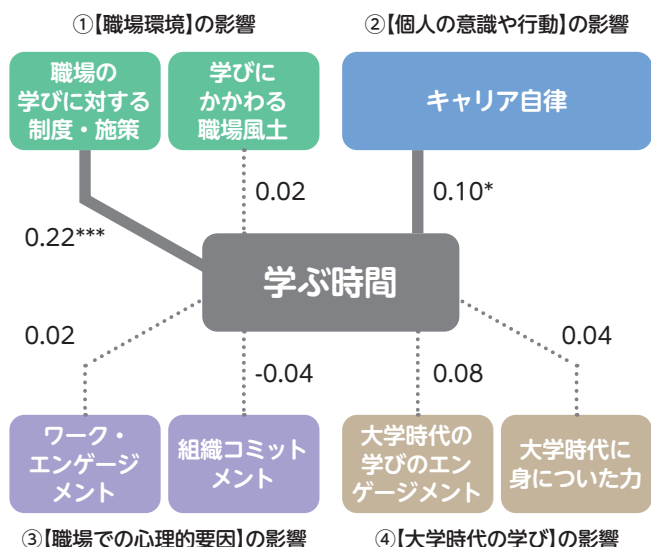 ①【職場環境】の影響
②【個人の意識や行動】の影響
職場の
学びに対する
制度・施策
学びに
かかわる
職場風土
キャリア自律
0.02
0.10*
0.22***
学ぶ時間
0.02
-0.04
0.08
0.04
ワーク・
エンゲージ
メント
組織コミット
メント
大学時代の
学びのエン
ゲージメント
大学時代に
身についた力
③【職場での心理的要因】の影響
④【大学時代の学び】の影響